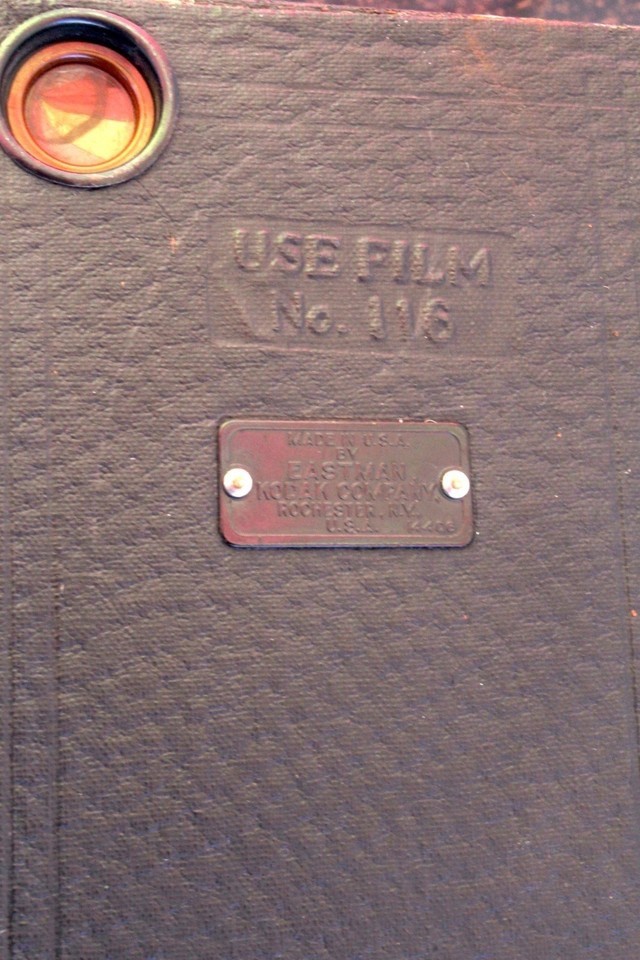 USE FILM
No. 116
MADE IN U.S.A.
BY
EASTMAN
KODAK COMPANY,
ROCHESTER, N.Y.
U.S.A.